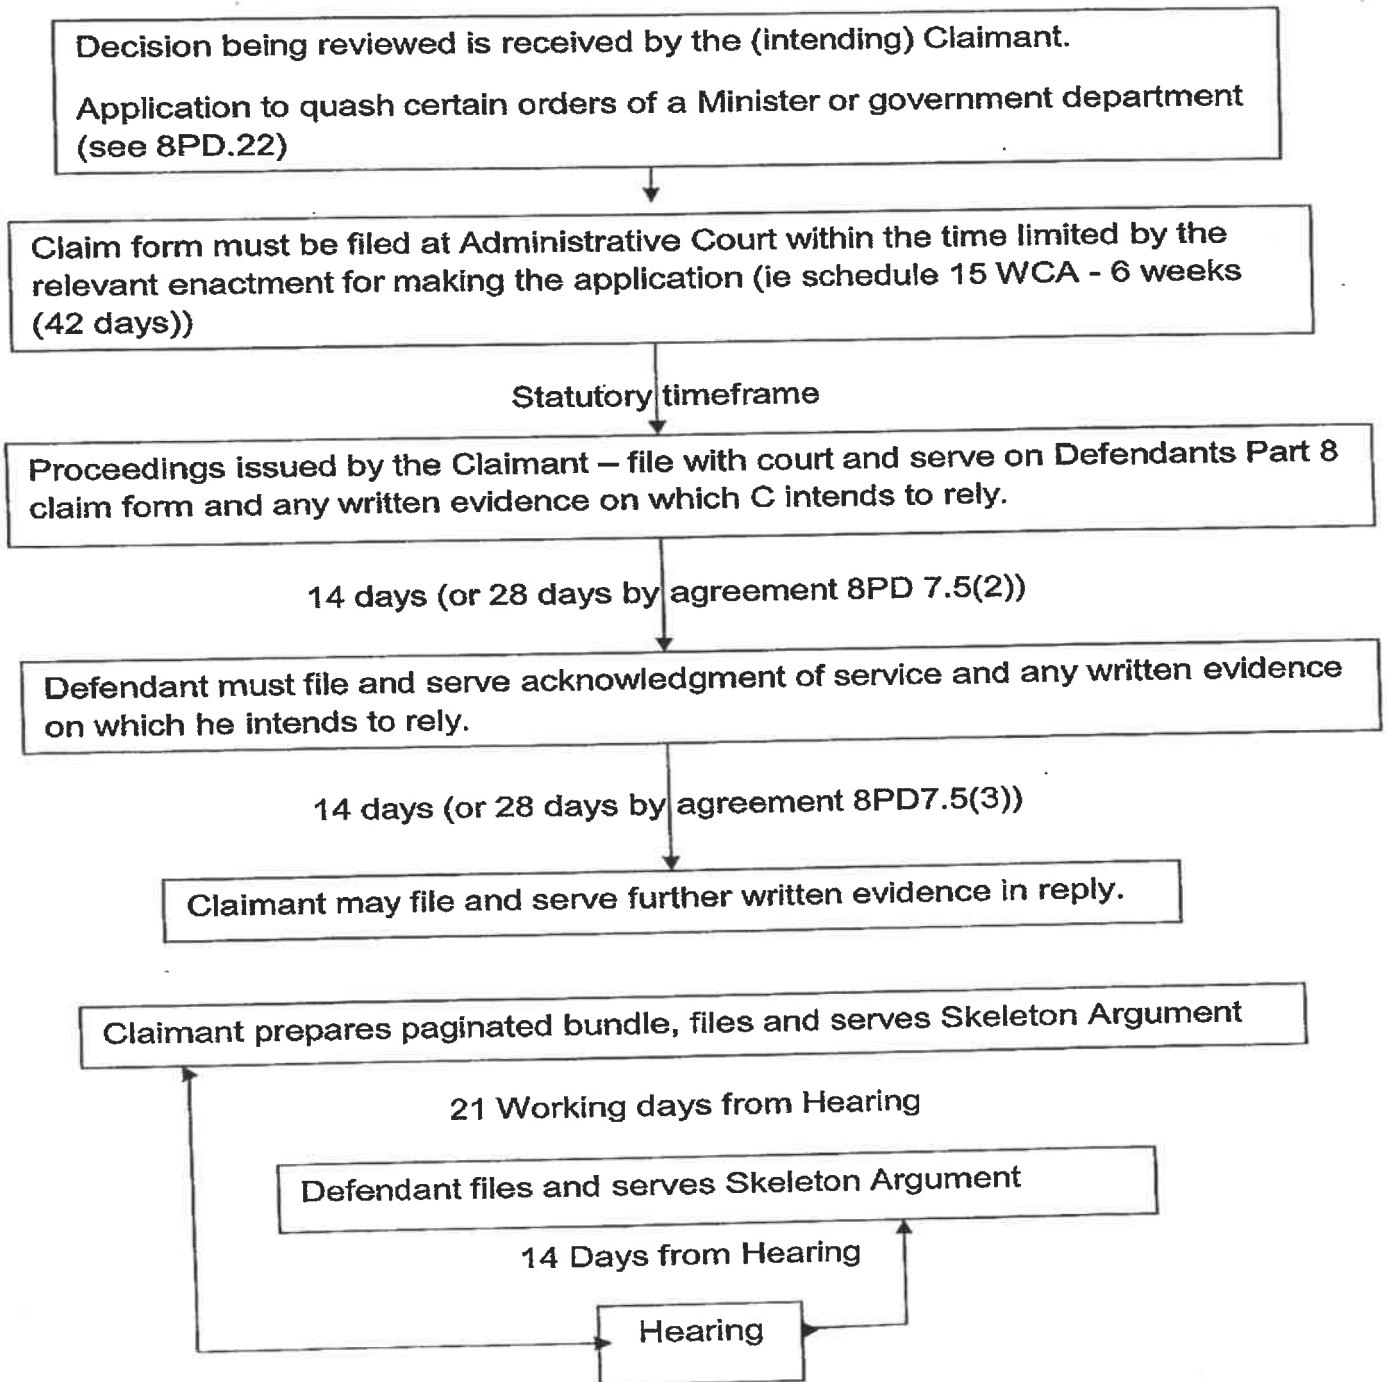 Decision being reviewed is received by the (intending) Claimant.
Application to quash certain orders of a Minister or government department
(see 8PD.22)
Claim form must be filed at Administrative Court within the time limited by the
relevant enactment for making the application (ie schedule 15 WCA - 6 weeks
(42 days))
Statutory timeframe
Proceedings issued by the Claimant – file with court and serve on Defendants Part 8
claim form and any written evidence on which C intends to rely.
14 days (or 28 days by agreement 8PD 7.5(2))
Defendant must file and serve acknowledgment of service and any written evidence
on which he intends to rely.
14 days (or 28 days by agreement 8PD7.5(3))
Claimant may file and serve further written evidence in reply.
Claimant prepares paginated bundle, files and serves Skeleton Argument
21 Working days from Hearing
Defendant files and serves Skeleton Argument
14 Days from Hearing
Hearing